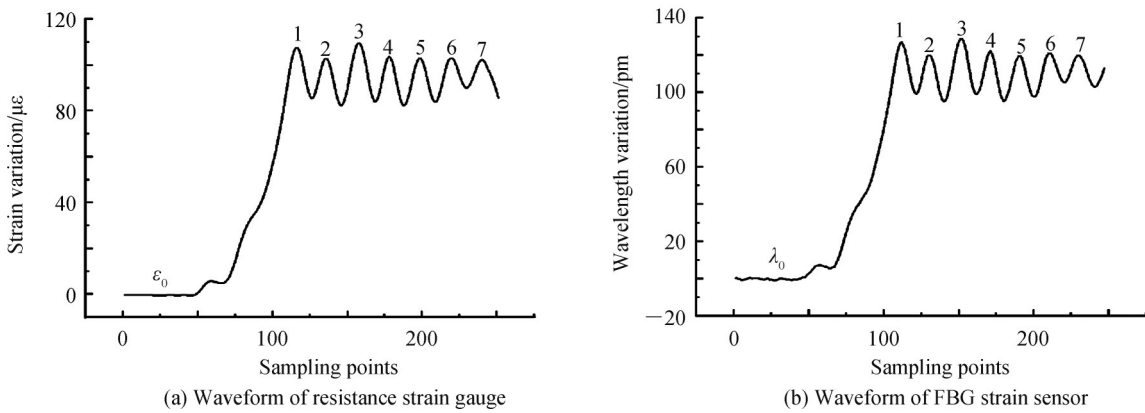 120
80
40
0
Strain variation/με
ε0
1 2 3 4 5 6 7
0 100 200
Sampling points
(a) Waveform of resistance strain gauge
140
100
60
20
−20
Wavelength variation/pm
λ0
1 2 3 4 5 6 7
0 100 200
Sampling points
(b) Waveform of FBG strain sensor